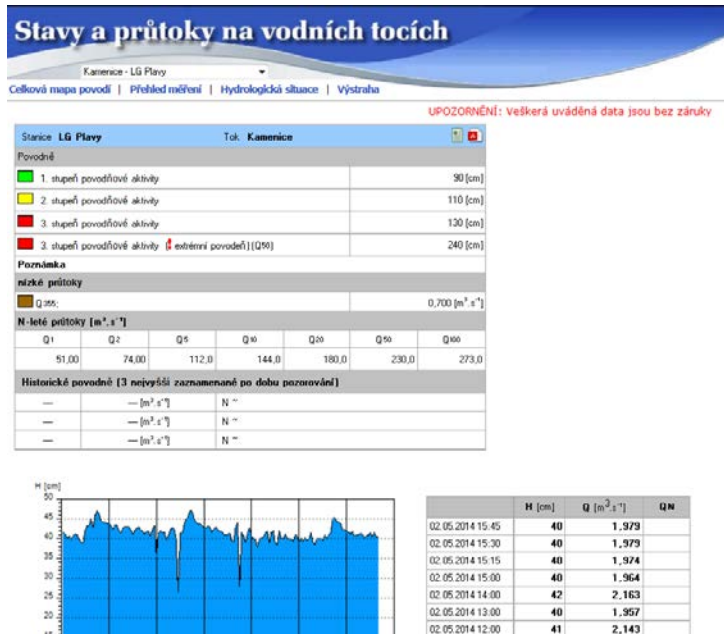 Stavy a průtoky na vodních tocích
Kamenice - LG Plavy
Celková mapa povodí | Přehled měření | Hydrologická situace | Výstraha
UPOZORNĚNÍ: Veškerá uváděná data jsou bez záruky
Stanice LG Plavy Tok Kamenice
Povodně
1. stupeň povodňové aktivity 90 [cm]
2. stupeň povodňové aktivity 110 [cm]
3. stupeň povodňové aktivity 130 [cm]
3. stupeň povodňové aktivity (extrémní povodeň) (Q50) 240 [cm]
Poznámka
nízké průtoky
Q355: 0,700 [m³.s⁻¹]
N-leté průtoky [m³.s⁻¹]
Q1 Q2 Q5 Q10 Q20 Q50 Q100
51,00 74,00 112,0 144,0 180,0 230,0 273,0
Historické povodně (3 nejvyšší zaznamenané po dobu pozorování)
— — [m³.s⁻¹] N ~
— — [m³.s⁻¹] N ~
— — [m³.s⁻¹] N ~
H [cm]
50
45
40
35
30
25
20
H [cm] Q [m³.s⁻¹] QN
02.05.2014 15:45 40 1,979
02.05.2014 15:30 40 1,979
02.05.2014 15:15 40 1,974
02.05.2014 15:00 40 1,964
02.05.2014 14:00 42 2,163
02.05.2014 13:00 40 1,957
02.05.2014 12:00 41 2,143